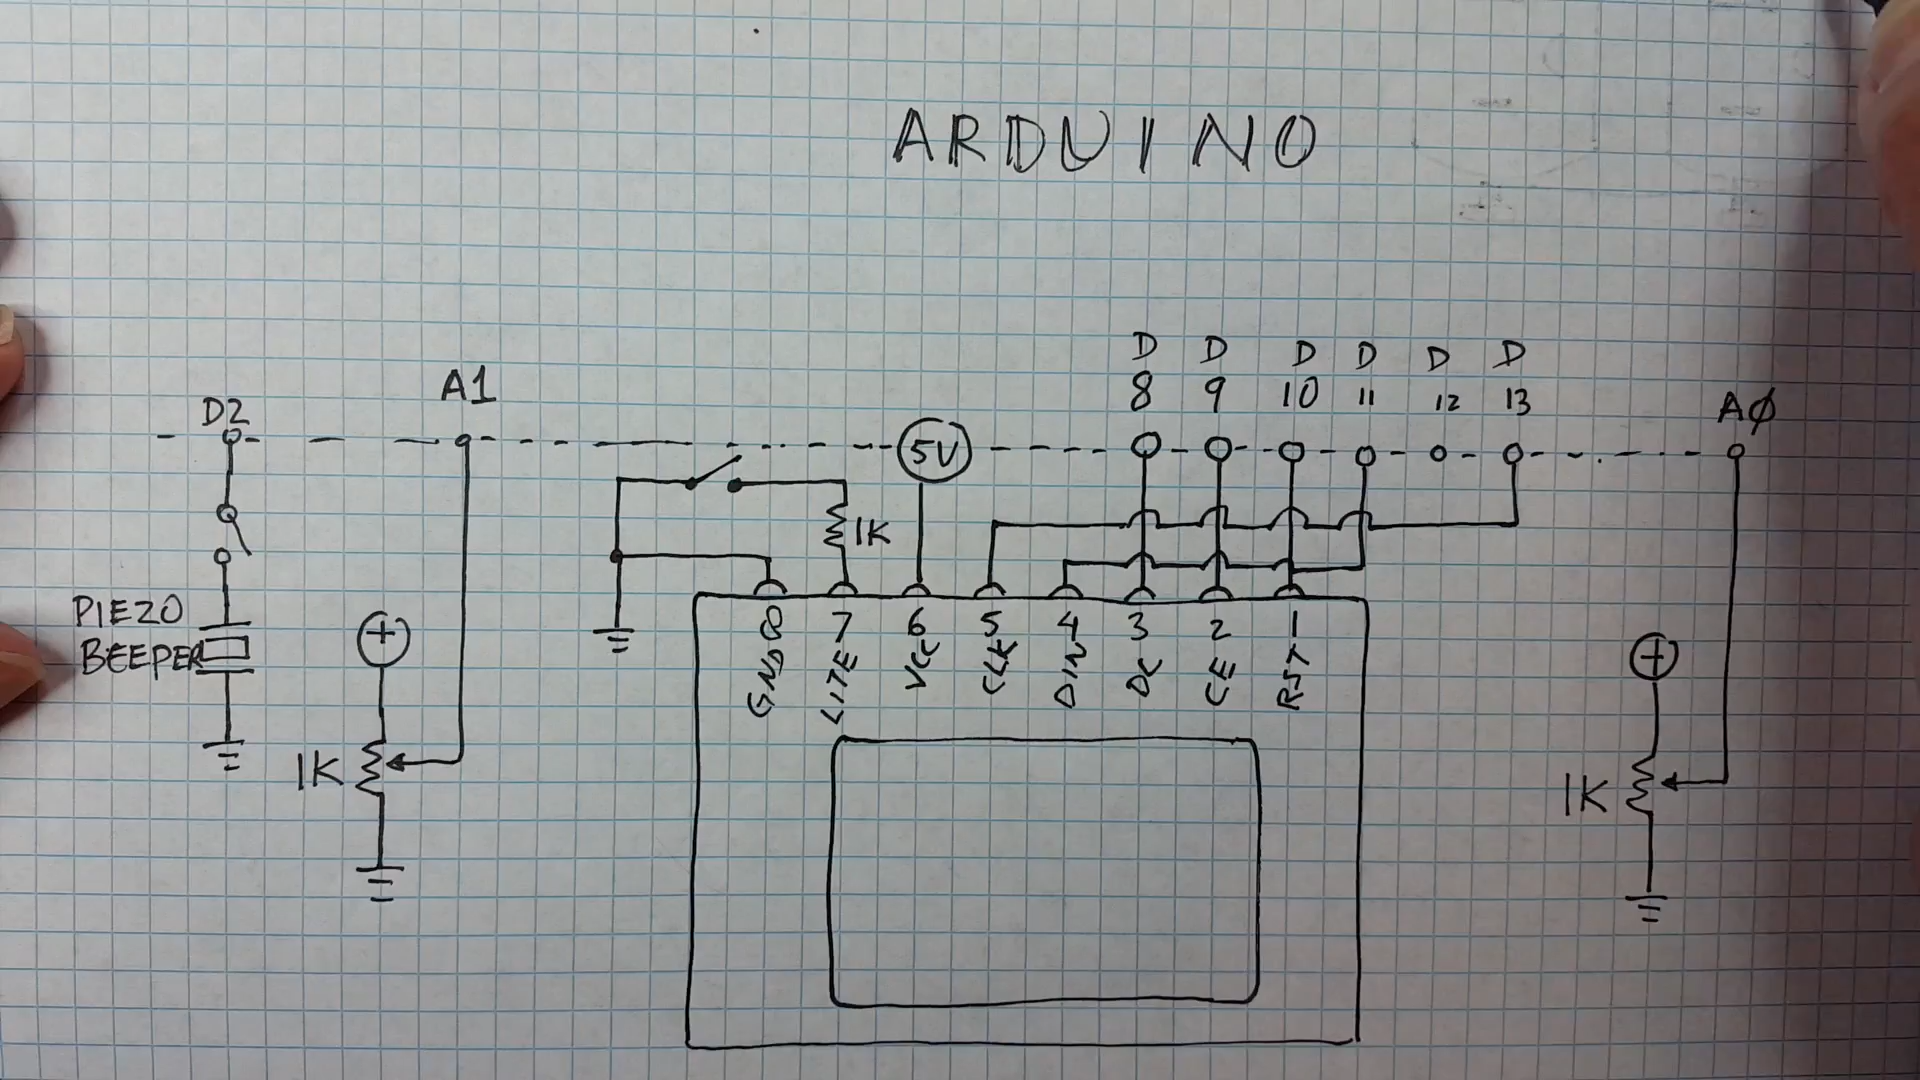 ARDUINO
D D D D D D
8 9 10 11 12 13
D2 A1 AØ
5V
1K
PIEZO
BEEPER
+
+
8 7 6 5 4 3 2 1
GND LITE VCC CLK DIN DC CE RST
1K
1K